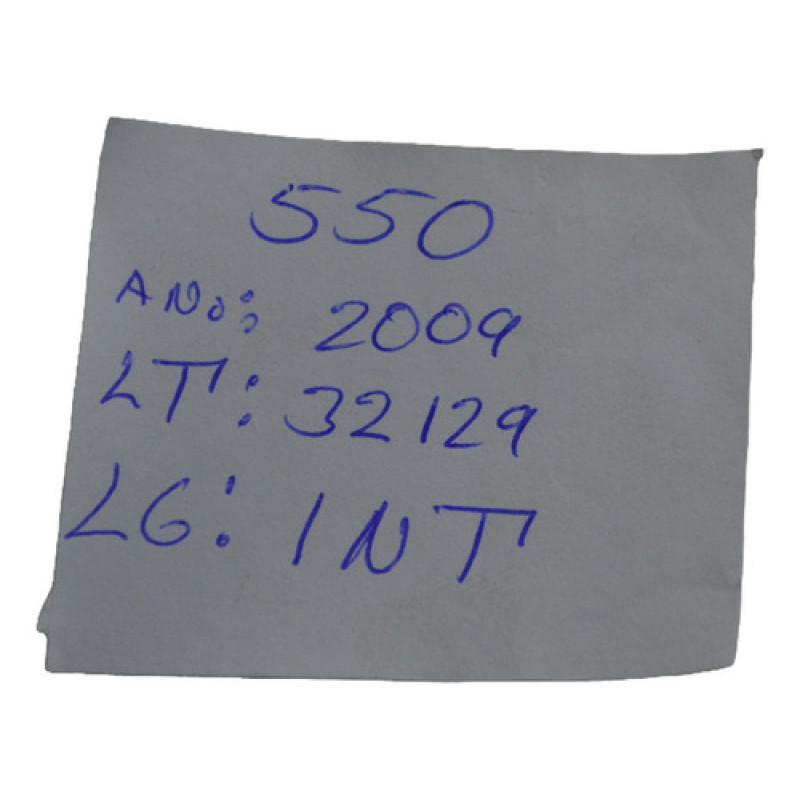 550
ANo: 2009
LT: 32129
LG: INT